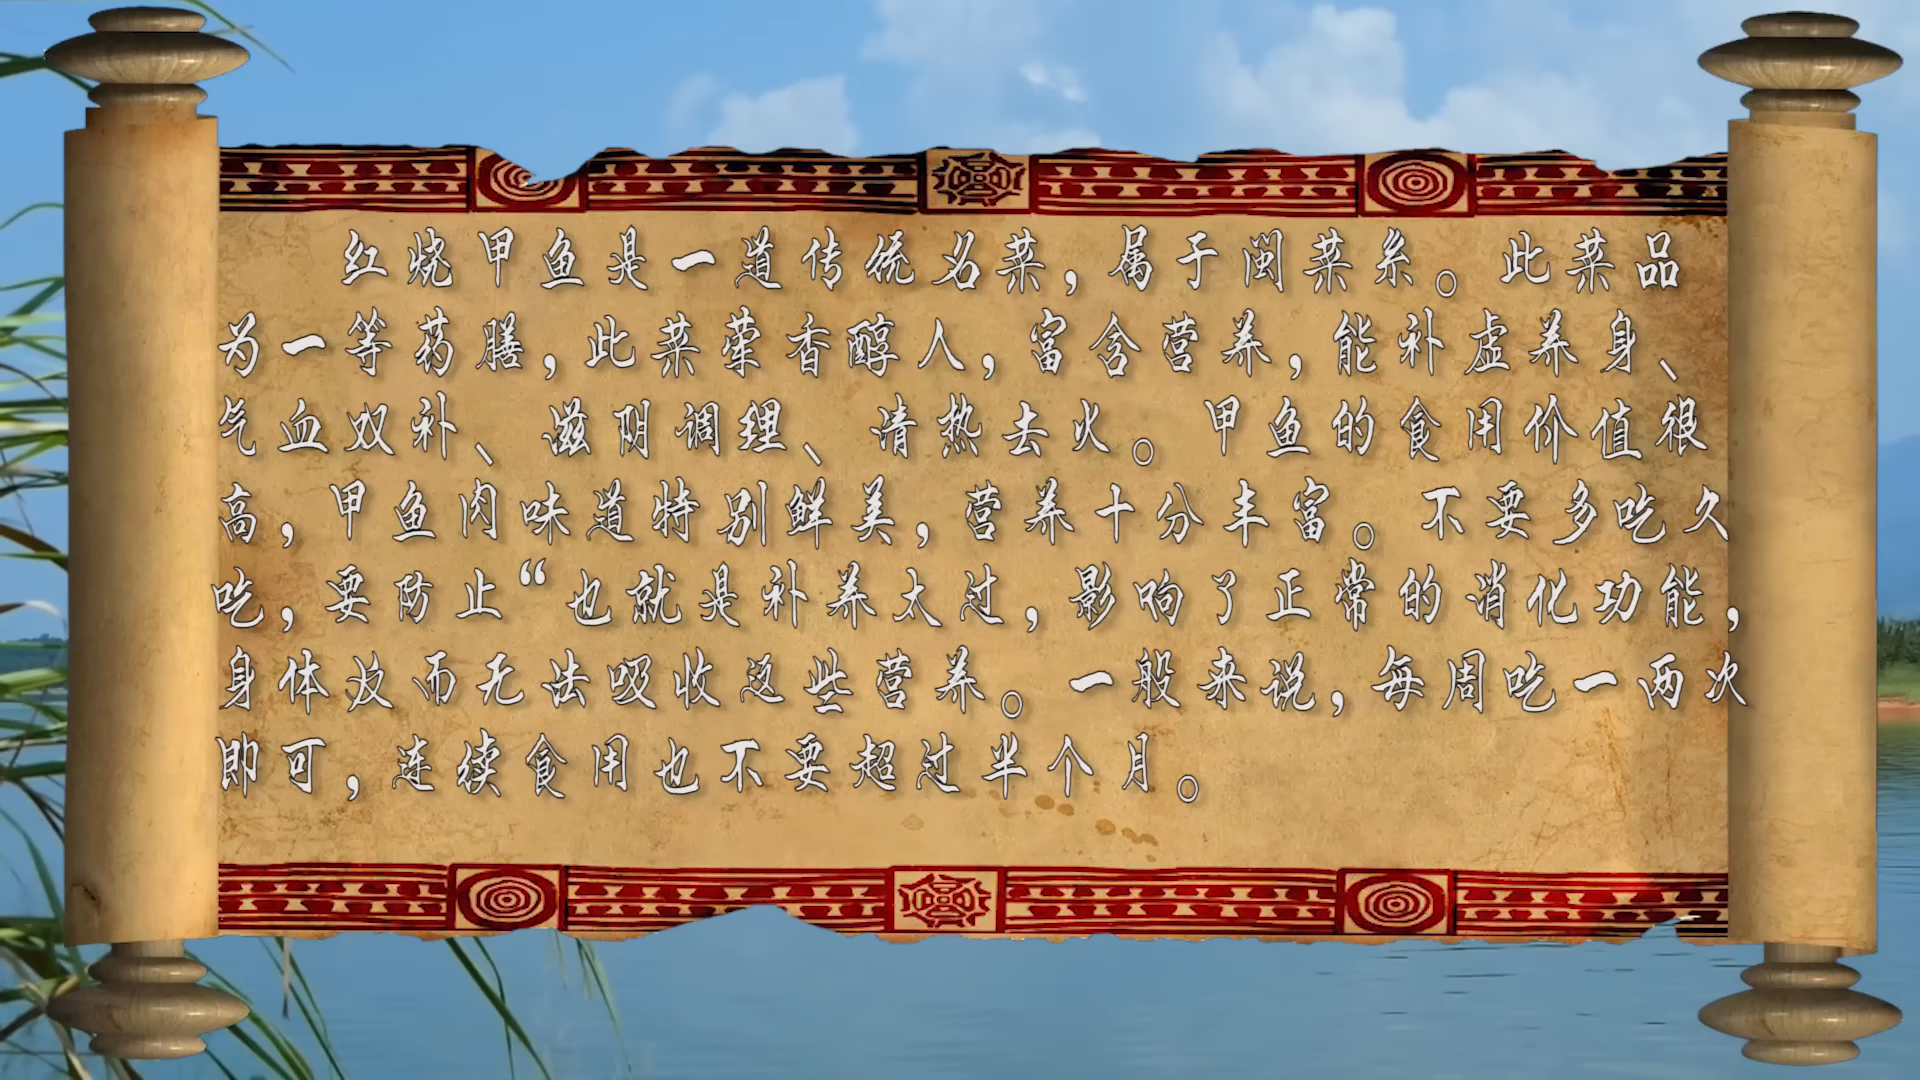 红烧甲鱼是一道传统名菜，属于闽菜系。此菜品
为一等药膳，此菜荤香醇人，富含营养，能补虚养身、
气血双补、滋阴调理、清热去火。甲鱼的食用价值很
高，甲鱼肉味道特别鲜美，营养十分丰富。不要多吃久
吃，要防止“也就是补养太过，影响了正常的消化功能，
身体反而无法吸收这些营养。一般来说，每周吃一两次
即可，连续食用也不要超过半个月。